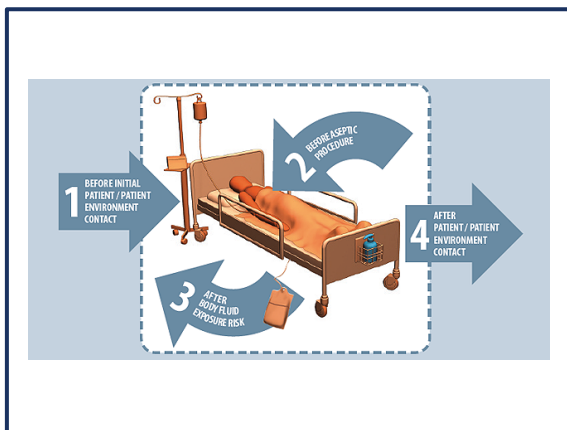 1
BEFORE INITIAL
PATIENT / PATIENT
ENVIRONMENT
CONTACT
2
BEFORE ASEPTIC
PROCEDURE
3
AFTER
BODY FLUID
EXPOSURE RISK
4
AFTER
PATIENT / PATIENT
ENVIRONMENT
CONTACT